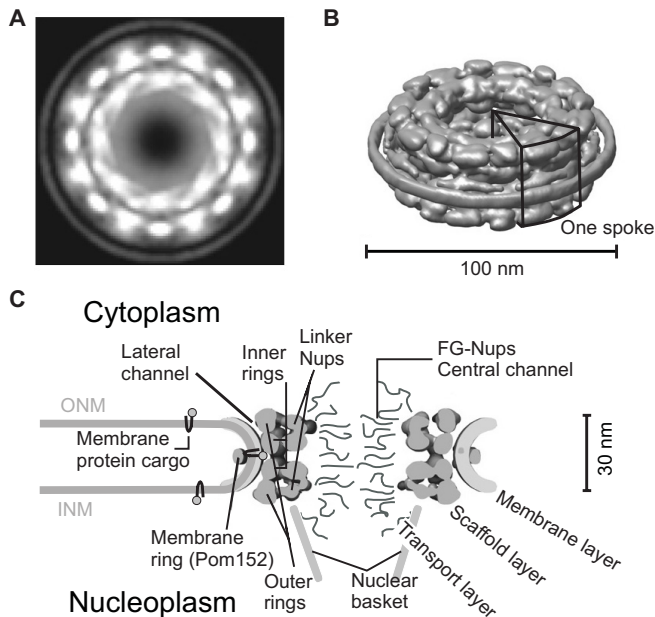 A
B
One spoke
100 nm
C
Cytoplasm
Lateral
channel
Inner
rings
Linker
Nups
FG-Nups
Central channel
ONM
Membrane
protein cargo
30 nm
INM
Membrane
ring (Pom152)
Outer
rings
Nuclear
basket
Transport layer
Scaffold layer
Membrane layer
Nucleoplasm